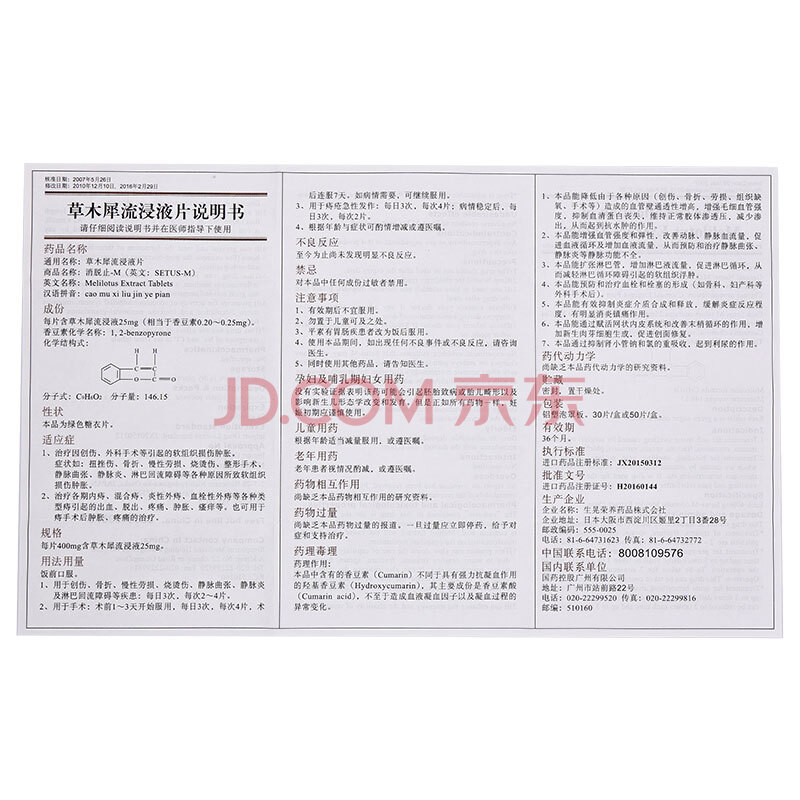 核准日期：2007年5月26日
修改日期：2010年12月10日，2016年2月29日
草木犀流浸液片说明书
请仔细阅读说明书并在医师指导下使用
药品名称
通用名称：草木犀流浸液片
商品名称：消脱止-M（英文：SETUS-M）
英文名称：Melilotus Extract Tablets
汉语拼音：cao mu xi liu jin ye pian
成份
每片含草木犀流浸液25mg（相当于香豆素0.20～0.25mg）。
香豆素化学名称：1, 2-benzopyrone
化学结构式：
O
O
分子式：C₉H₆O₂ 分子量：146.15
性状
本品为绿色糖衣片。
适应症
1、治疗因创伤、外科手术等引起的软组织损伤肿胀。
症状如：扭挫伤、骨折、慢性劳损、烧烫伤、整形手术、
静脉曲张、静脉炎、淋巴回流障碍等各种原因所致软组织
损伤肿胀。
2、治疗各期内痔、混合痔、炎性外痔、血栓性外痔等各种类
型痔引起的出血、脱出、疼痛、肿胀、瘙痒等，也可用于
痔手术后肿胀、疼痛的治疗。
规格
每片400mg含草木犀流浸液25mg。
用法用量
饭前口服。
1、用于创伤、骨折、慢性劳损、烧烫伤、静脉曲张、静脉炎
及淋巴回流障碍等疾患：每日3次，每次2～4片。
2、用于手术：术前1～3天开始服用，每日3次，每次4片，术
后连服7天。如病情需要，可继续服用。
3、用于痔疮急性发作：每日3次，每次4片；病情稳定后，每
日3次，每次2片。
4、根据年龄与症状可酌情增减或遵医嘱。
不良反应
至今为止尚未发现明显不良反应。
禁忌
对本品中任何成份过敏者禁用。
注意事项
1、有效期后不宜服用。
2、勿置于儿童可及之处。
3、平素有胃肠疾患者改为饭后服用。
4、使用本品期间，如出现任何不良事件或不良反应，请咨询
医生。
5、同时使用其他药品，请告知医生。
孕妇及哺乳期妇女用药
没有实验证据表明该药可能会引起胚胎致病或胎儿畸形以及
影响新生儿形态学改变和发育，但是正如所有药物一样，妊
娠初期应谨慎使用。
儿童用药
根据年龄适当减量服用，或遵医嘱。
老年用药
老年患者视情况酌减，或遵医嘱。
药物相互作用
尚缺乏本品药物相互作用的研究资料。
药物过量
尚缺乏本品药物过量的报道。一旦过量应立即停药，给予对
症和支持治疗。
药理毒理
药理作用：
本品中含有的香豆素（Cumarin）不同于具有强力抗凝血作用
的羟基香豆素（Hydroxycumarin），其主要成份是香豆素酸
（Cumarin acid），不至于造成血液凝血因子以及凝血过程的
异常变化。
1、本品能降低由于各种原因（创伤、骨折、劳损、组织缺
氧、手术等）造成的血管壁通透性增高，增强毛细血管强
度，抑制血清蛋白丧失，维持正常胶体渗透压，减少渗
出，从而起到抗水肿的作用。
2、本品能增强血管强度和弹性，改善动脉、静脉血流量，促
进血液循环及增加血液流量，从而预防和治疗静脉曲张、
静脉炎等静脉功能不全。
3、本品能扩张淋巴管，增加淋巴液流量，促进淋巴循环，从
而减轻淋巴循环障碍引起的软组织浮肿。
4、本品能预防和治疗血栓和栓塞的形成（如骨科、妇产科等
外科手术后）。
5、本品能有效抑制炎症介质合成和释放，缓解炎症反应程
度，有明显消炎镇痛作用。
6、本品能通过赋活网状内皮系统和改善末梢循环的作用，增
加新生肉芽细胞生成，促进创面修复。
7、本品通过抑制肾小管钠和氯的重吸收，起到利尿的作用。
药代动力学
尚缺乏本品药代动力学的研究资料。
贮藏
密封，置干燥处。
包装
铝塑泡罩板，30片/盒或50片/盒。
有效期
36个月。
执行标准
进口药品注册标准：JX20150312
批准文号
进口药品注册证号：H20160144
生产企业
企业名称：生晃荣养药品株式会社
企业地址：日本大阪市西淀川区姬里2丁目3番28号
邮政编码：555-0025
电话：81-6-64731623 传真：81-6-64732772
中国联系电话：8008109576
国内联系单位
国药控股广州有限公司
地址：广州市站前路22号
电话：020-22299520 传真：020-22299816
邮编：510160
JD.COM 京东